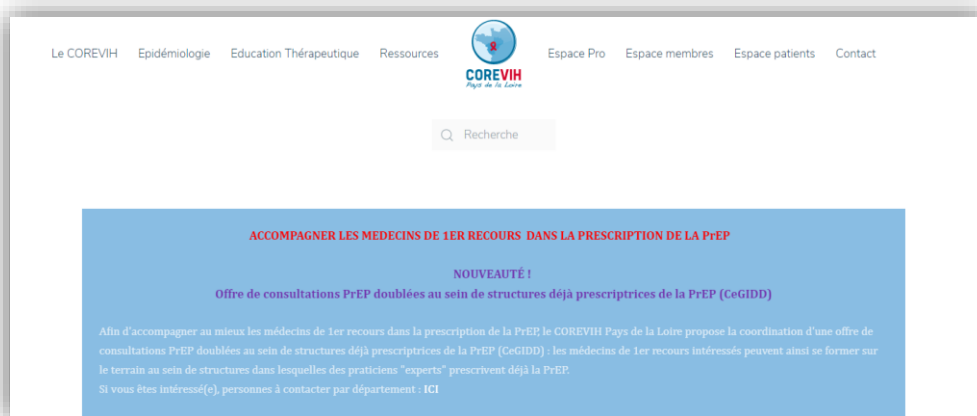 Le COREVIH Epidémiologie Education Thérapeutique Ressources Espace Pro Espace membres Espace patients Contact
COREVIH
Pays de la Loire
Recherche
ACCOMPAGNER LES MEDECINS DE 1ER RECOURS DANS LA PRESCRIPTION DE LA PrEP
NOUVEAUTÉ !
Offre de consultations PrEP doublées au sein de structures déjà prescriptrices de la PrEP (CeGIDD)
Afin d'accompagner au mieux les médecins de 1er recours dans la prescription de la PrEP, le COREVIH Pays de la Loire propose la coordination d'une offre de
consultations PrEP doublées au sein de structures déjà prescriptrices de la PrEP (CeGIDD) : les médecins de 1er recours intéressés peuvent ainsi se former sur
le terrain au sein de structures dans lesquelles des praticiens "experts" prescrivent déjà la PrEP.
Si vous êtes intéressé(e), personnes à contacter par département : ICI